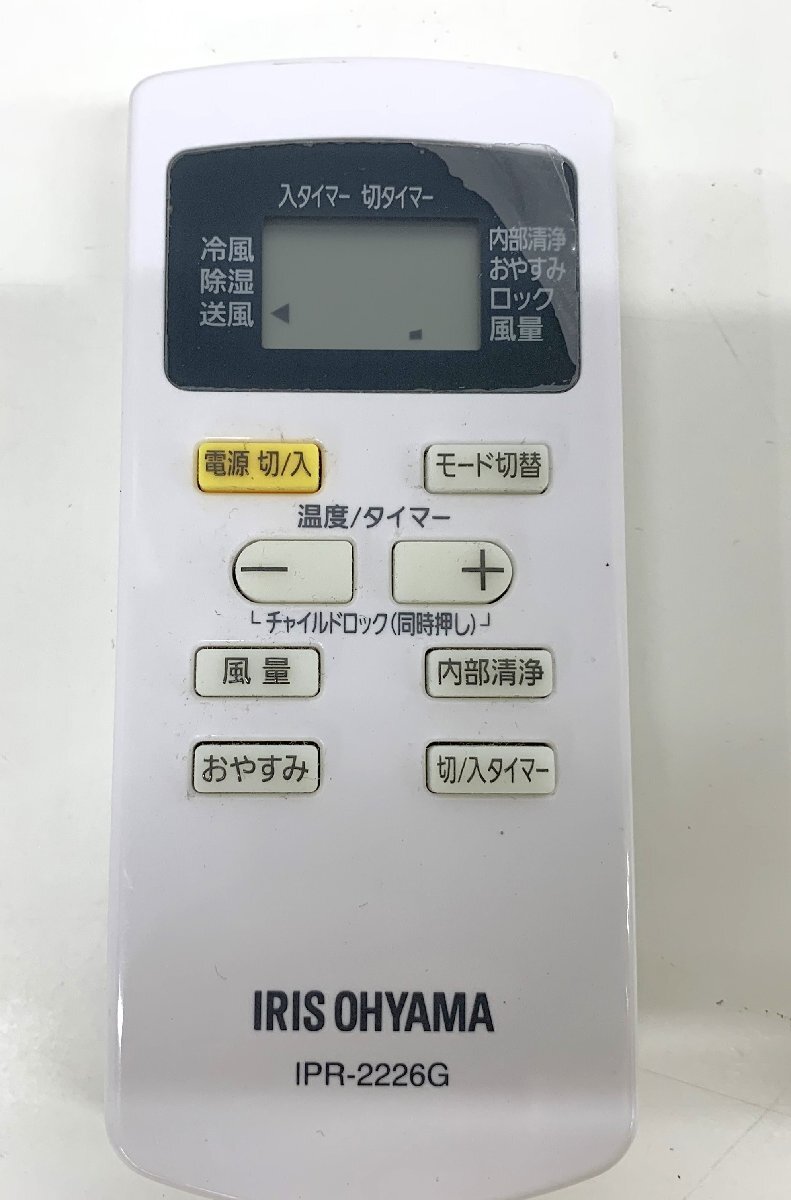 入タイマー 切タイマー
冷風
除湿
送風
内部清浄
おやすみ
ロック
風量
電源 切/入
モード切替
温度/タイマー
− +
└ チャイルドロック(同時押し) ┘
風量
内部清浄
おやすみ
切/入タイマー
IRIS OHYAMA
IPR-2226G